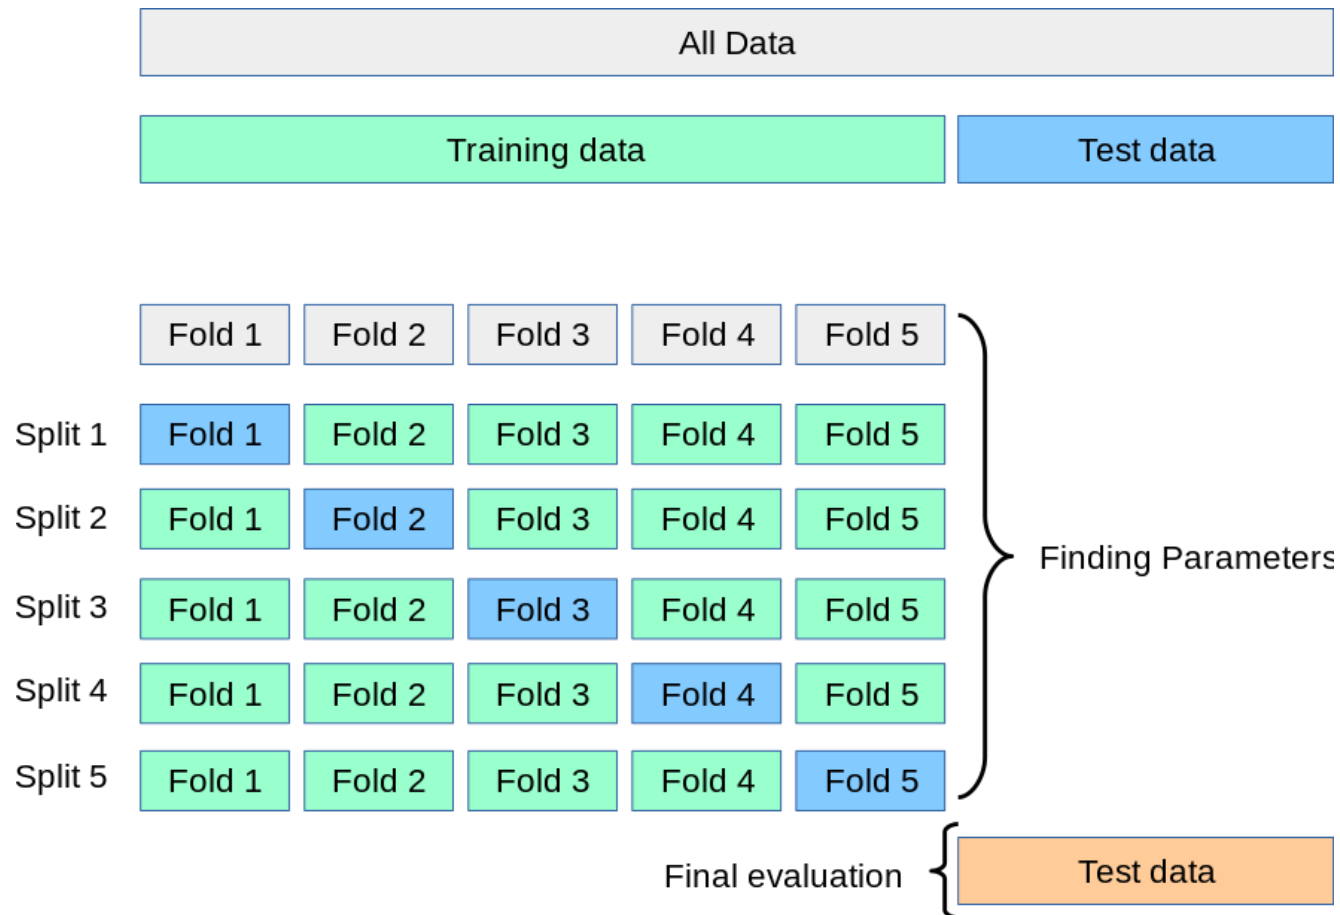 All Data
Training data Test data
Fold 1 Fold 2 Fold 3 Fold 4 Fold 5
Split 1 Fold 1 Fold 2 Fold 3 Fold 4 Fold 5
Split 2 Fold 1 Fold 2 Fold 3 Fold 4 Fold 5
Finding Parameters
Split 3 Fold 1 Fold 2 Fold 3 Fold 4 Fold 5
Split 4 Fold 1 Fold 2 Fold 3 Fold 4 Fold 5
Split 5 Fold 1 Fold 2 Fold 3 Fold 4 Fold 5
Final evaluation Test data